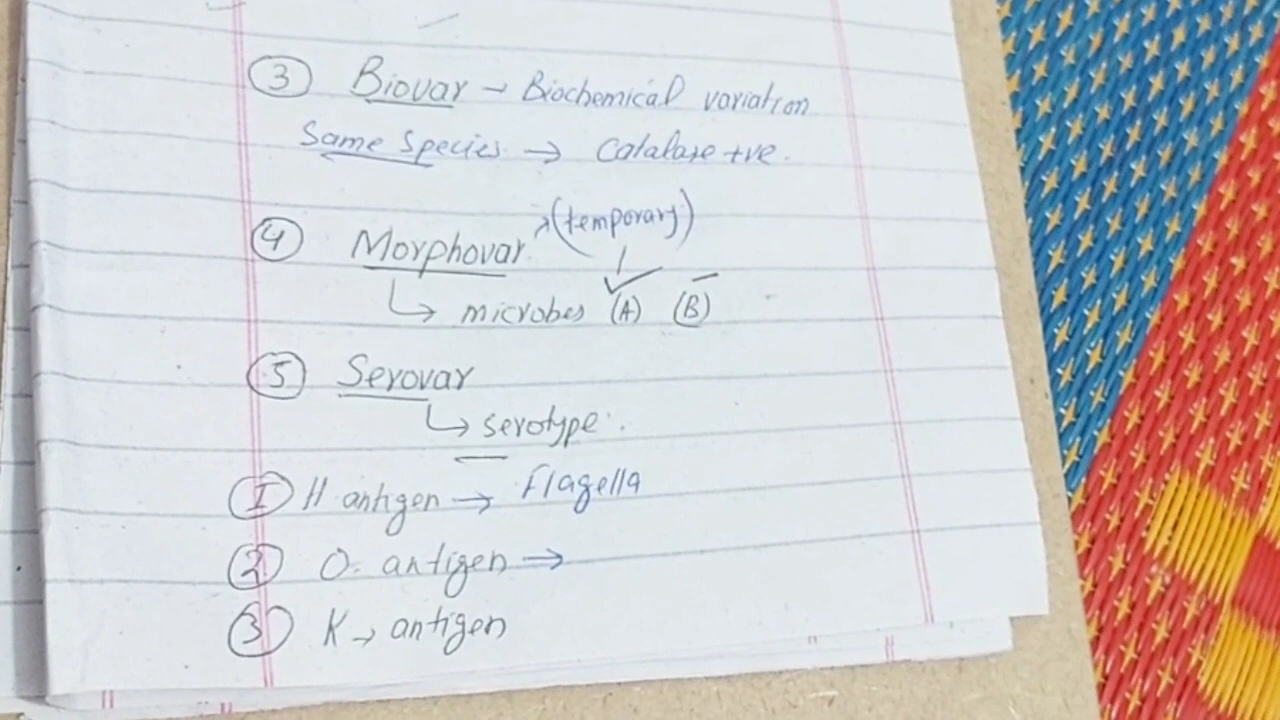 ③ Biovar → Biochemical variation
Same Species → Catalase +ve.
→(temporary)
④ Morphovar
↳ microbes (A) (B)
⑤ Serovar
↳ serotype.
① H antigen → Flagella
② O. antigen →
③ K → antigen